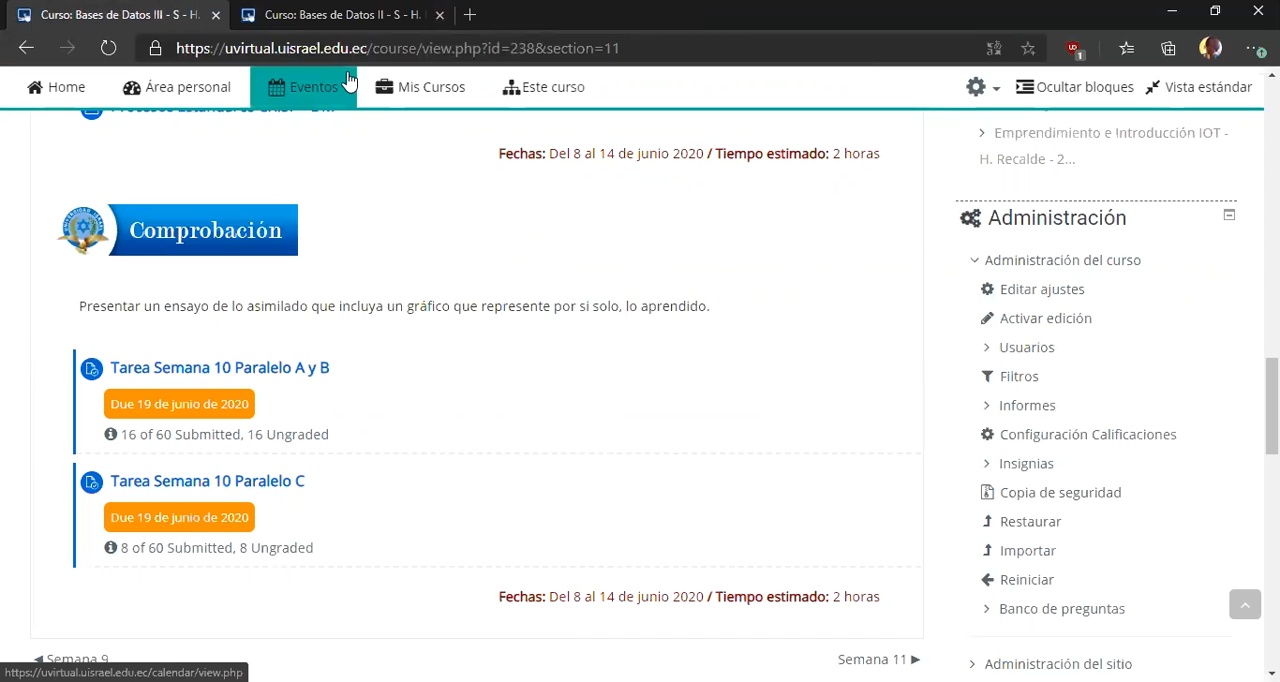 Curso: Bases de Datos III - S - H.
Curso: Bases de Datos II - S - H.
https://uvirtual.uisrael.edu.ec/course/view.php?id=238&section=11
UD
1
Home
Área personal
Eventos
Mis Cursos
Este curso
Ocultar bloques
Vista estándar
Fechas: Del 8 al 14 de junio 2020 / Tiempo estimado: 2 horas
Comprobación
Presentar un ensayo de lo asimilado que incluya un gráfico que represente por si solo, lo aprendido.
Tarea Semana 10 Paralelo A y B
Due 19 de junio de 2020
16 of 60 Submitted, 16 Ungraded
Tarea Semana 10 Paralelo C
Due 19 de junio de 2020
8 of 60 Submitted, 8 Ungraded
Fechas: Del 8 al 14 de junio 2020 / Tiempo estimado: 2 horas
Semana 9
Semana 11
https://uvirtual.uisrael.edu.ec/calendar/view.php
Emprendimiento e Introducción IOT -
H. Recalde - 2...
Administración
Administración del curso
Editar ajustes
Activar edición
Usuarios
Filtros
Informes
Configuración Calificaciones
Insignias
Copia de seguridad
Restaurar
Importar
Reiniciar
Banco de preguntas
Administración del sitio